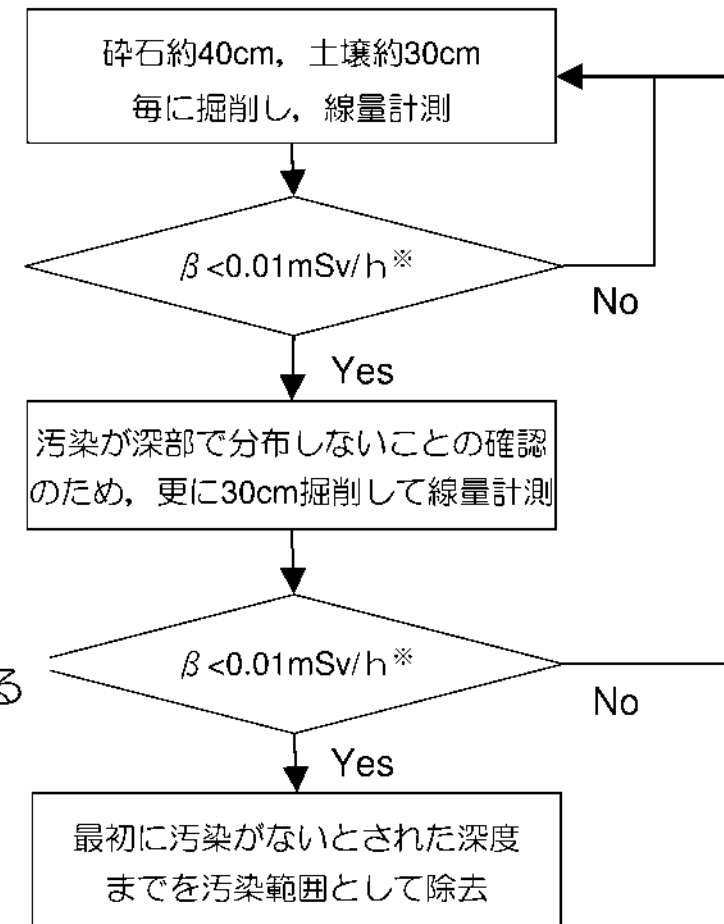 砕石約40cm，土壌約30cm
毎に掘削し，線量計測
β<0.01mSv/h※
No
Yes
汚染が深部で分布しないことの確認
のため，更に30cm掘削して線量計測
β<0.01mSv/h※
る
No
Yes
最初に汚染がないとされた深度
までを汚染範囲として除去